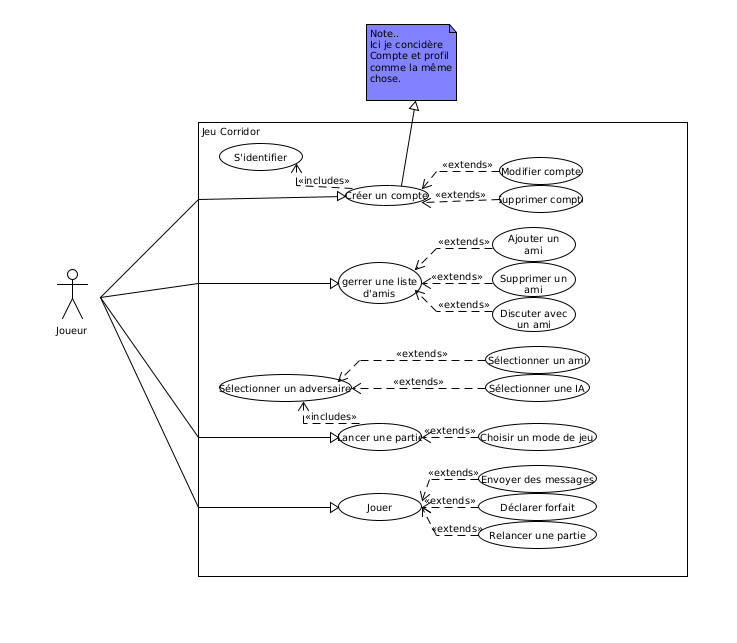 Note..
Ici je concidère
Compte et profil
comme la même
chose.
Jeu Corridor
S'identifier
«includes»
Créer un compte
«extends»
Modifier compte
«extends»
Supprimer compte
Joueur
gerrer une liste
d'amis
«extends»
Ajouter un
ami
«extends»
Supprimer un
ami
«extends»
Discuter avec
un ami
Sélectionner un adversaire
«extends»
Sélectionner un ami
«extends»
Sélectionner une IA
«includes»
Lancer une partie
«extends»
Choisir un mode de jeu
Jouer
«extends»
Envoyer des messages
«extends»
Déclarer forfait
«extends»
Relancer une partie